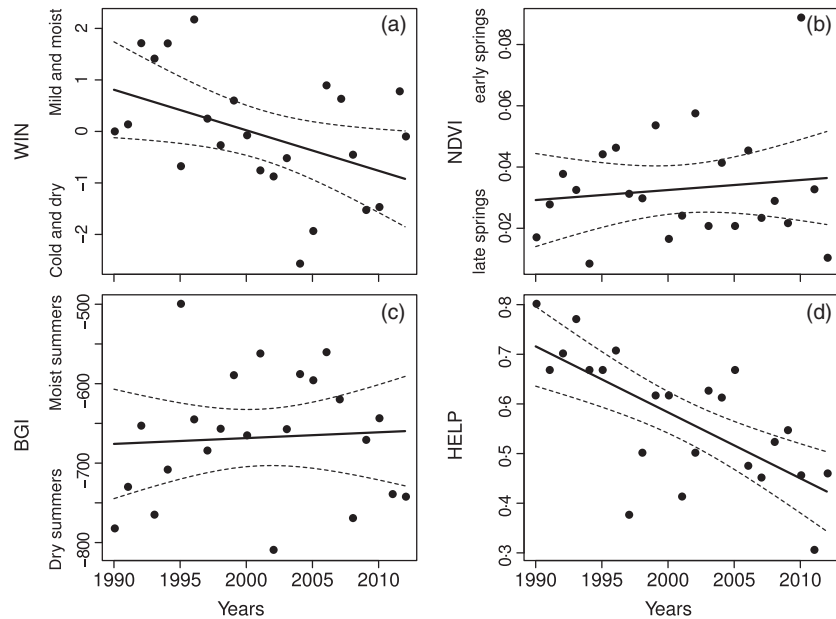 (a)
WIN
Cold and dry Mild and moist
2
1
0
−1
−2
(b)
NDVI
late springs early springs
0·08
0·06
0·04
0·02
(c)
BGI
Dry summers Moist summers
−500
−600
−700
−800
1990 1995 2000 2005 2010
Years
(d)
HELP
0·8
0·7
0·6
0·5
0·4
0·3
1990 1995 2000 2005 2010
Years